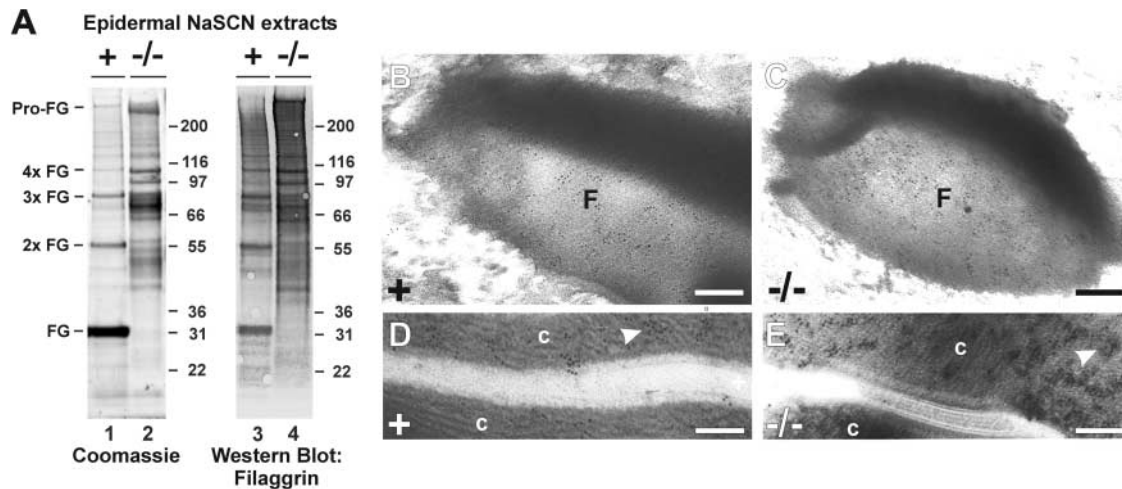 A
Epidermal NaSCN extracts
+ -/- + -/-
Pro-FG
4x FG
3x FG
2x FG
FG
200
116
97
66
55
36
31
22
200
116
97
66
55
36
31
22
1 2 3 4
Coomassie
Western Blot:
Filaggrin
B
F
+
C
F
-/-
D
c
+
c
E
c
-/-
c